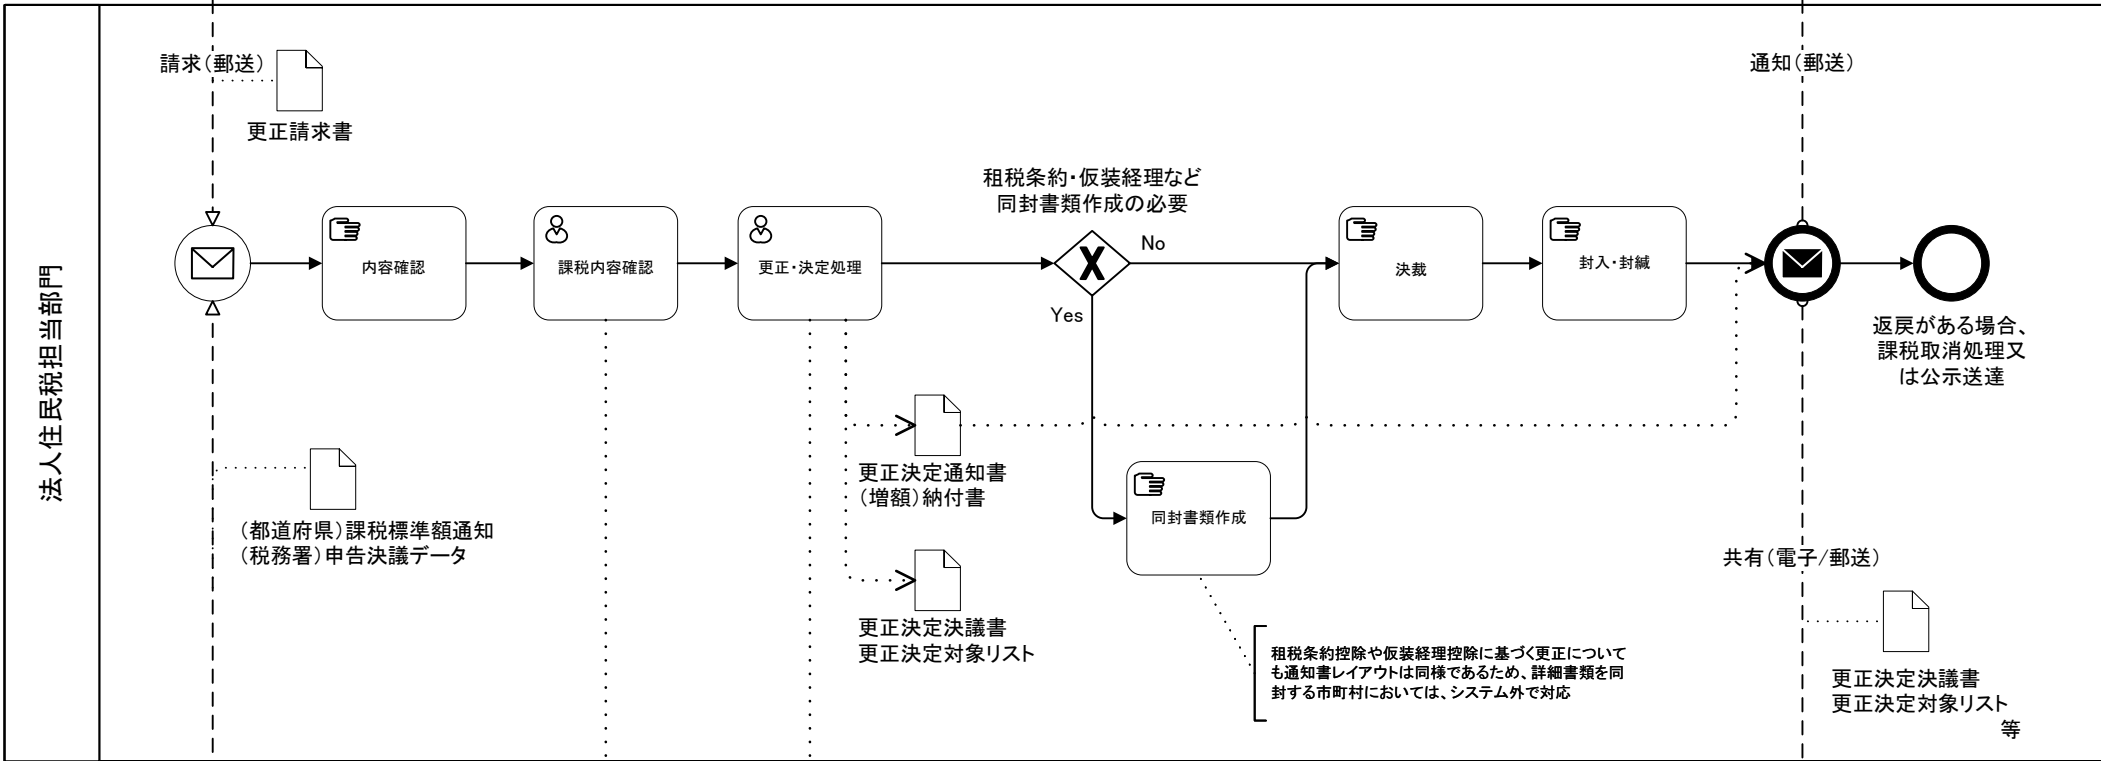 法人住民税担当部門
請求(郵送)
更正請求書
(都道府県)課税標準額通知
(税務署)申告決議データ
内容確認
課税内容確認
更正・決定処理
更正決定通知書
(増額)納付書
更正決定決議書
更正決定対象リスト
租税条約・仮装経理など
同封書類作成の必要
No
Yes
同封書類作成
租税条約控除や仮装経理控除に基づく更正について
も通知書レイアウトは同様であるため、詳細書類を同
封する市町村においては、システム外で対応
決裁
封入・封緘
通知(郵送)
返戻がある場合、
課税取消処理又
は公示送達
共有(電子/郵送)
更正決定決議書
更正決定対象リスト
等